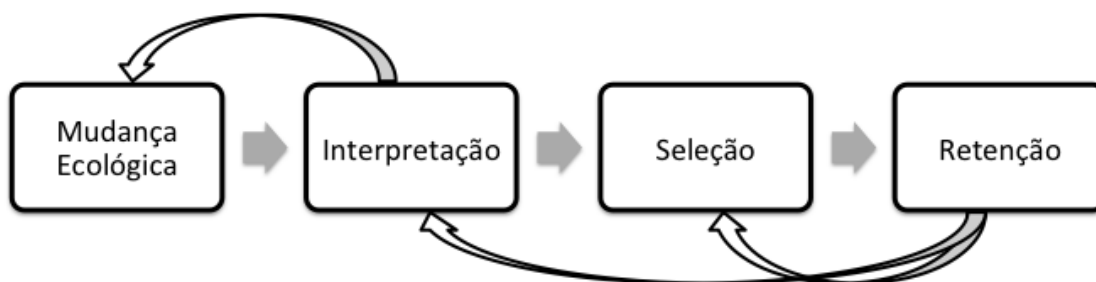 Mudança
Ecológica
Interpretação
Seleção
Retenção